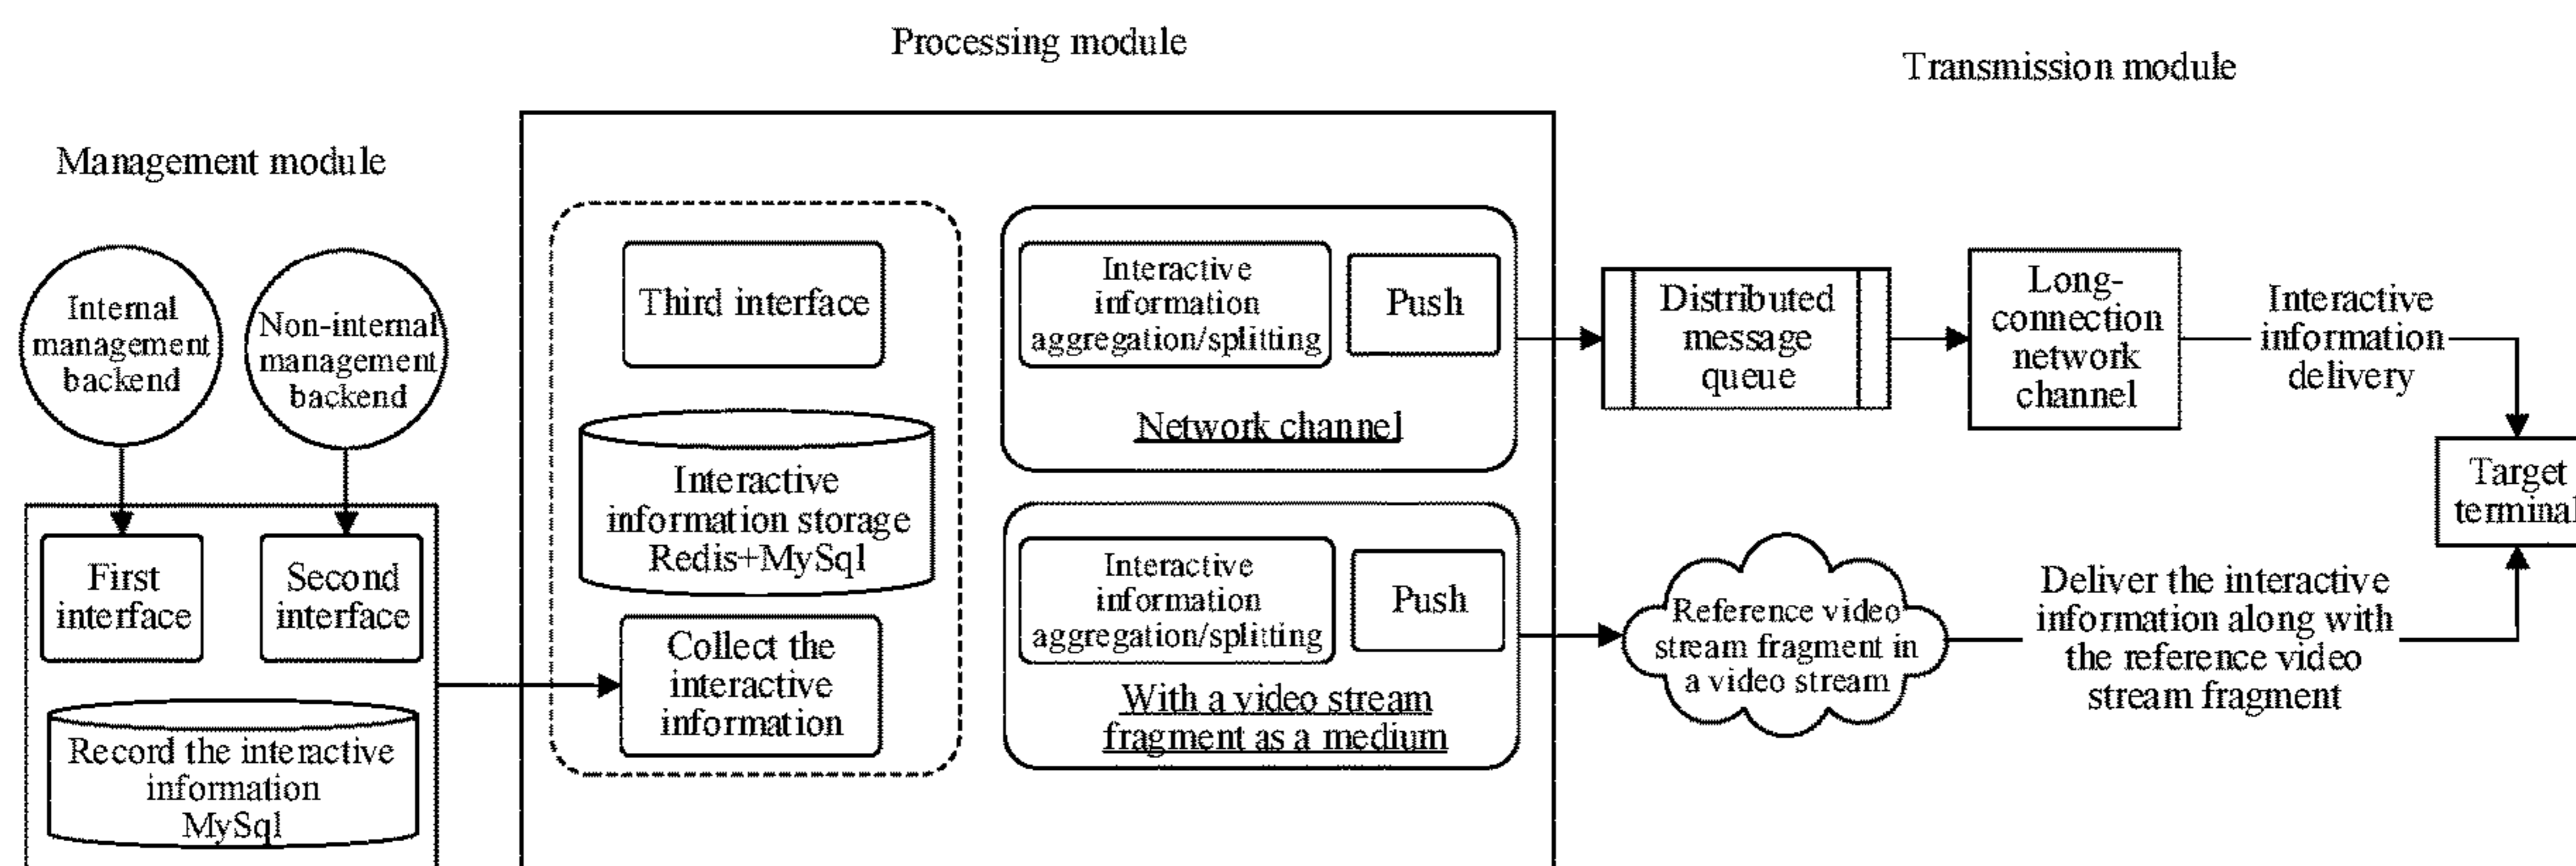 Processing module
Transmission module
Management module
Internal
management
backend
Non-internal
management
backend
First
interface
Second
interface
Record the interactive
information
MySql
Third interface
Interactive
information storage
Redis+MySql
Collect the
interactive
information
Interactive
information
aggregation/splitting
Push
Network channel
Interactive
information
aggregation/splitting
Push
With a video stream
fragment as a medium
Distributed
message
queue
Long-
connection
network
channel
Interactive
information
delivery
Reference video
stream fragment in
a video stream
Deliver the interactive
information along with
the reference video
stream fragment
Target
terminal